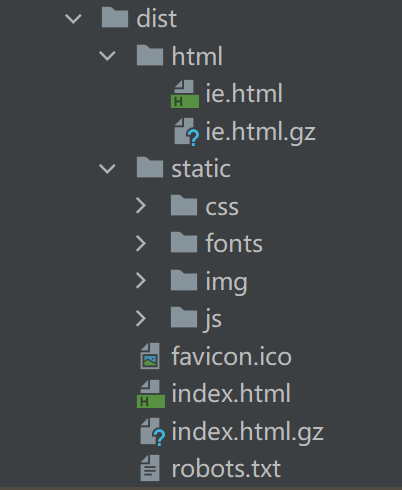 dist
html
ie.html
ie.html.gz
static
css
fonts
img
js
favicon.ico
index.html
index.html.gz
robots.txt